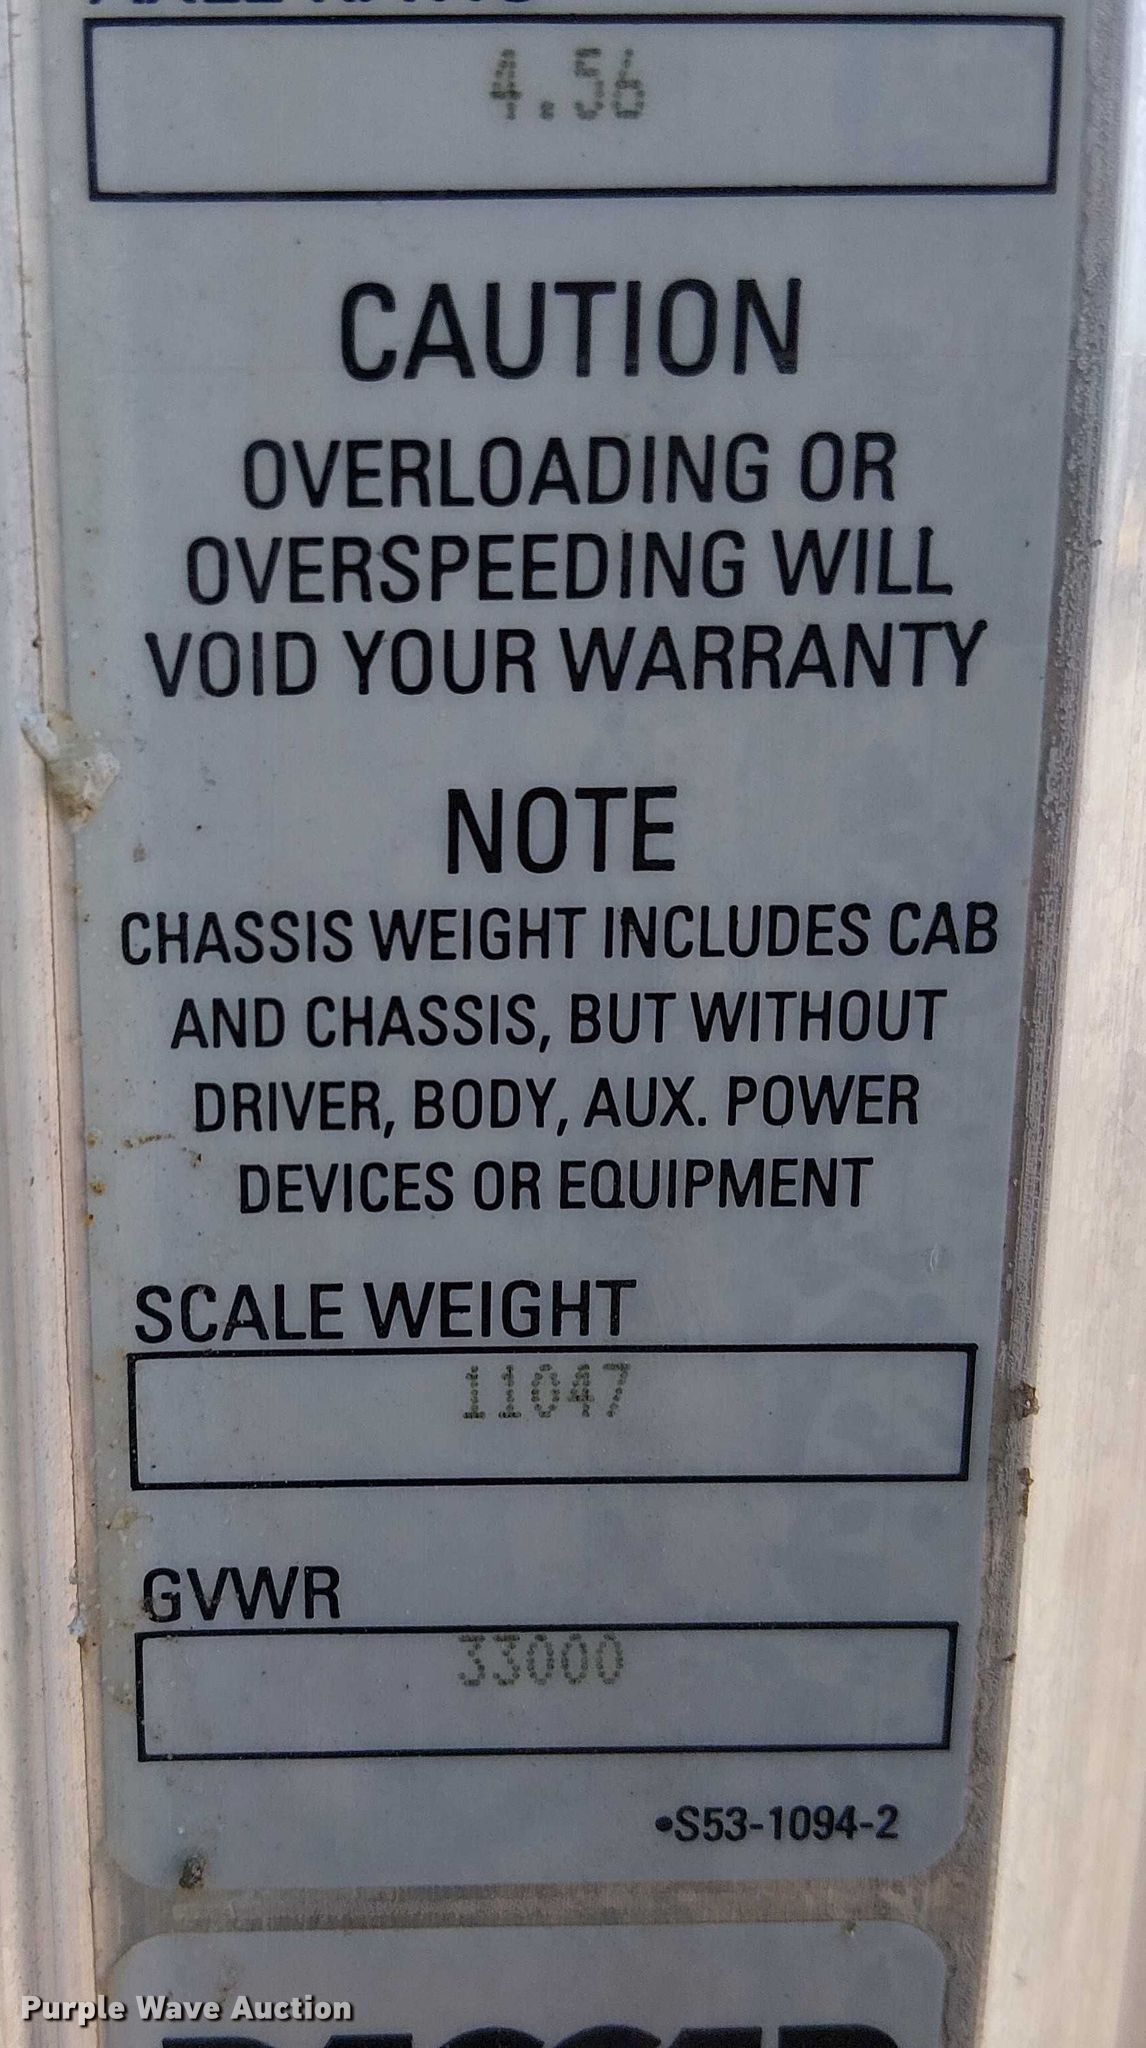 4.56
CAUTION
OVERLOADING OR
OVERSPEEDING WILL
VOID YOUR WARRANTY
NOTE
CHASSIS WEIGHT INCLUDES CAB
AND CHASSIS, BUT WITHOUT
DRIVER, BODY, AUX. POWER
DEVICES OR EQUIPMENT
SCALE WEIGHT
11047
GVWR
33000
•S53-1094-2
Purple Wave Auction